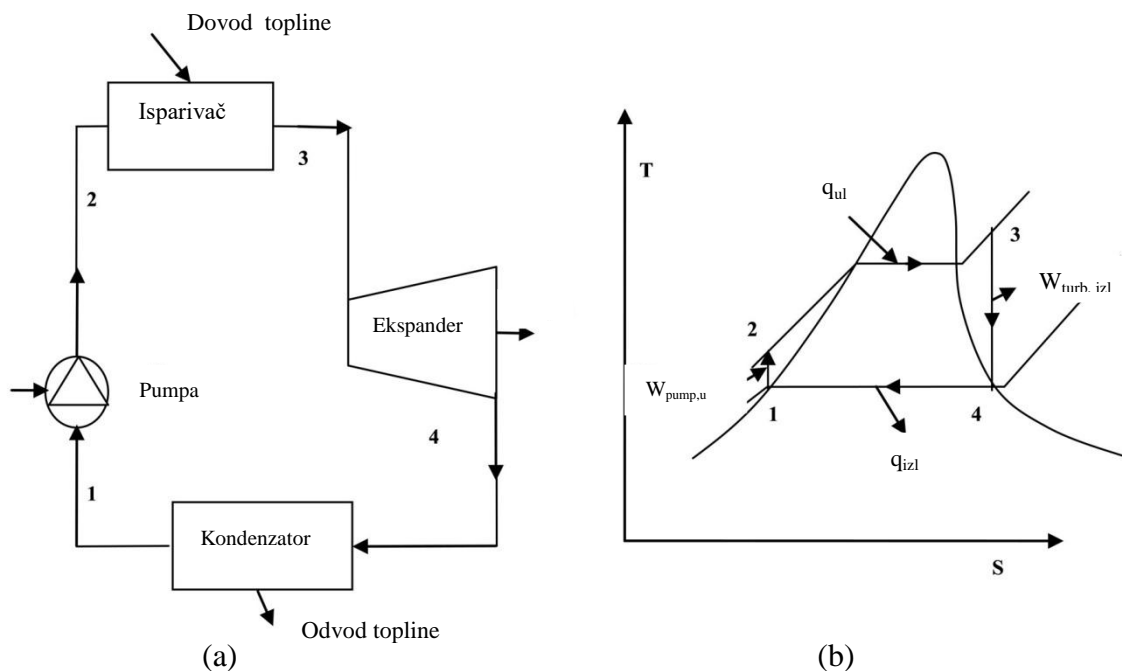 Dovod topline
Isparivač
3
2
Ekspander
Pumpa
4
1
Kondenzator
Odvod topline
(a)
T
q_ul
3
W_turb, izl
2
W_pump,u
1
4
q_izl
S
(b)